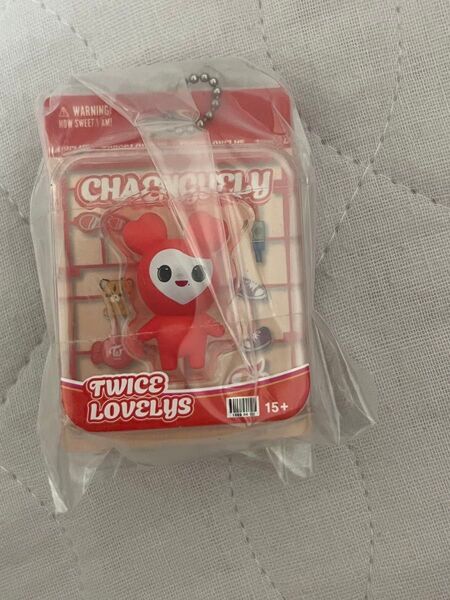 WARNING!
HOW SWEET I AM!
CHAENGVELY
TWICE
LOVELYS
15+